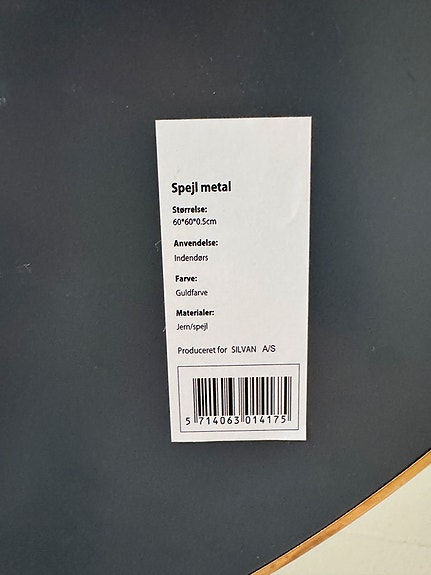 Spejl metal
Størrelse:
60*60*0.5cm
Anvendelse:
Indendørs
Farve:
Guldfarve
Materialer:
Jern/spejl
Produceret for SILVAN A/S
5 714063 014175